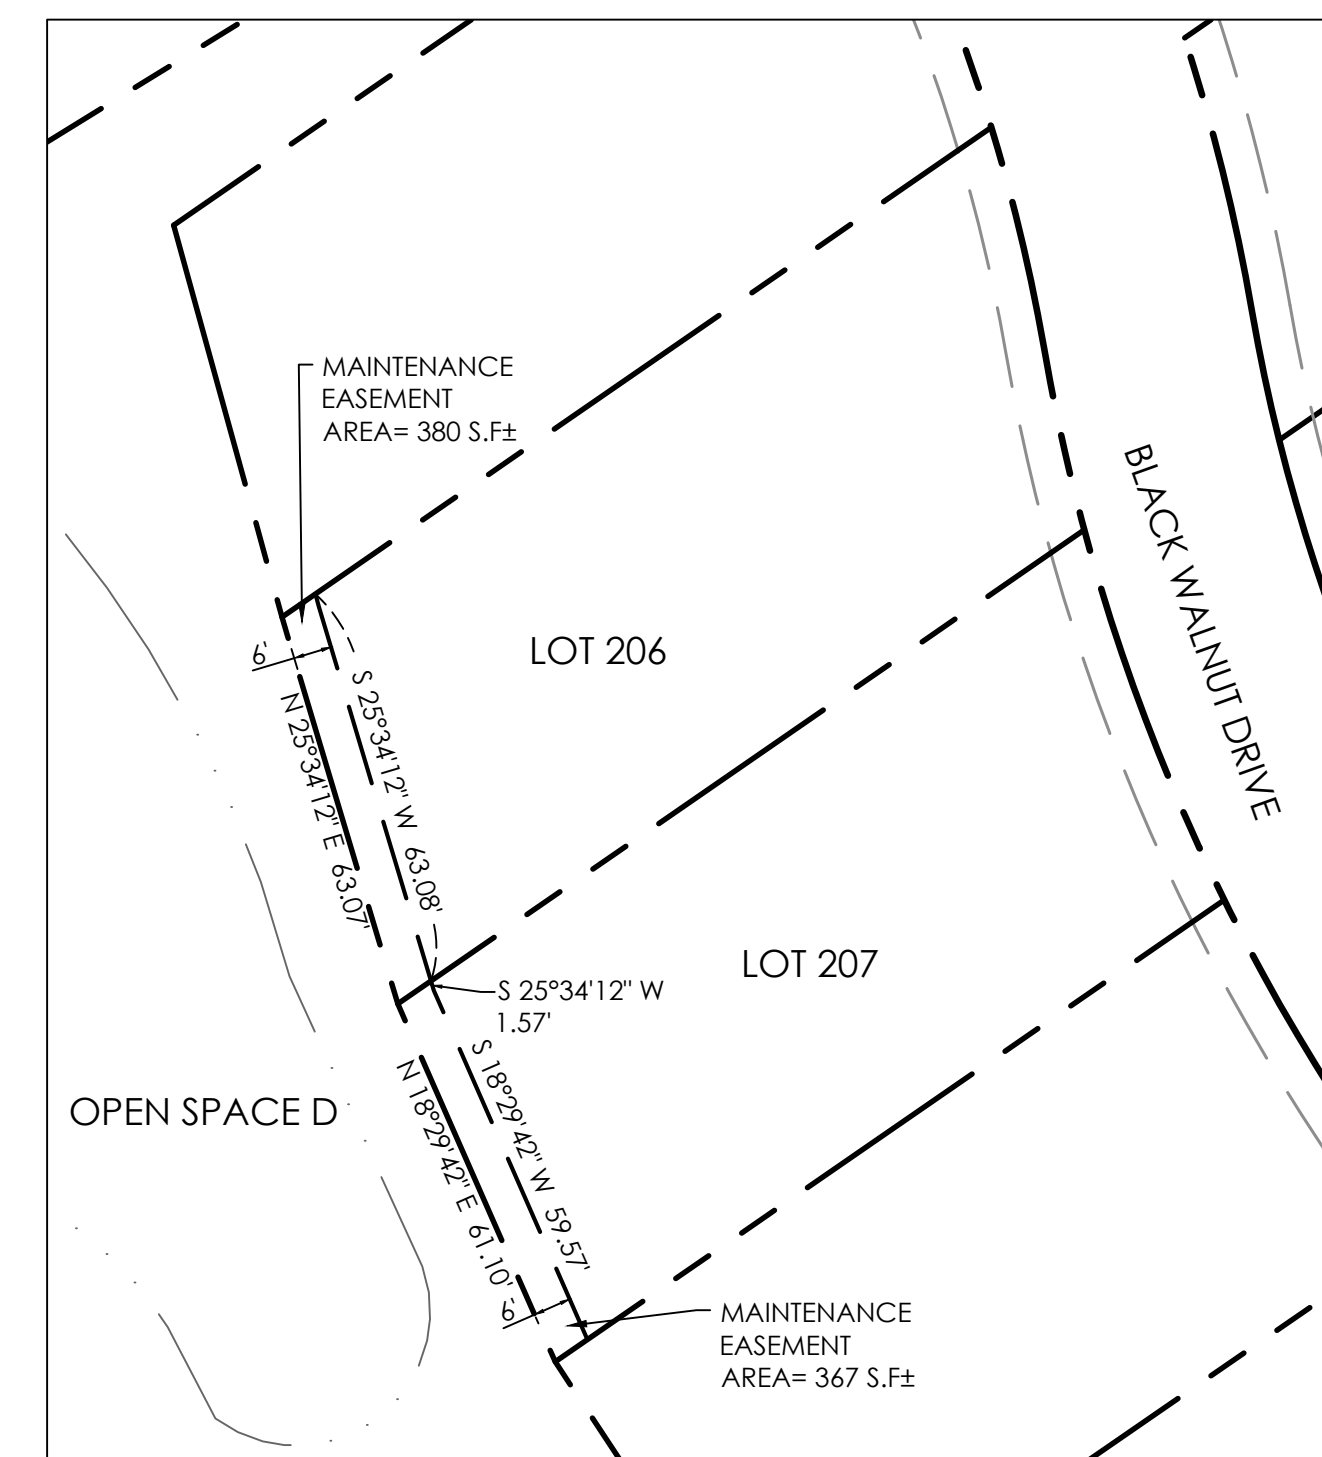 MAINTENANCE
EASEMENT
AREA= 380 S.F±
BLACK WALNUT DRIVE
LOT 206
6'
N 25°34'12" E 63.07'
S 25°34'12" W 63.08'
LOT 207
S 25°34'12" W
1.57'
OPEN SPACE D
N 18°29'42" E 61.10'
S 18°29'42" W 59.57'
6'
MAINTENANCE
EASEMENT
AREA= 367 S.F±